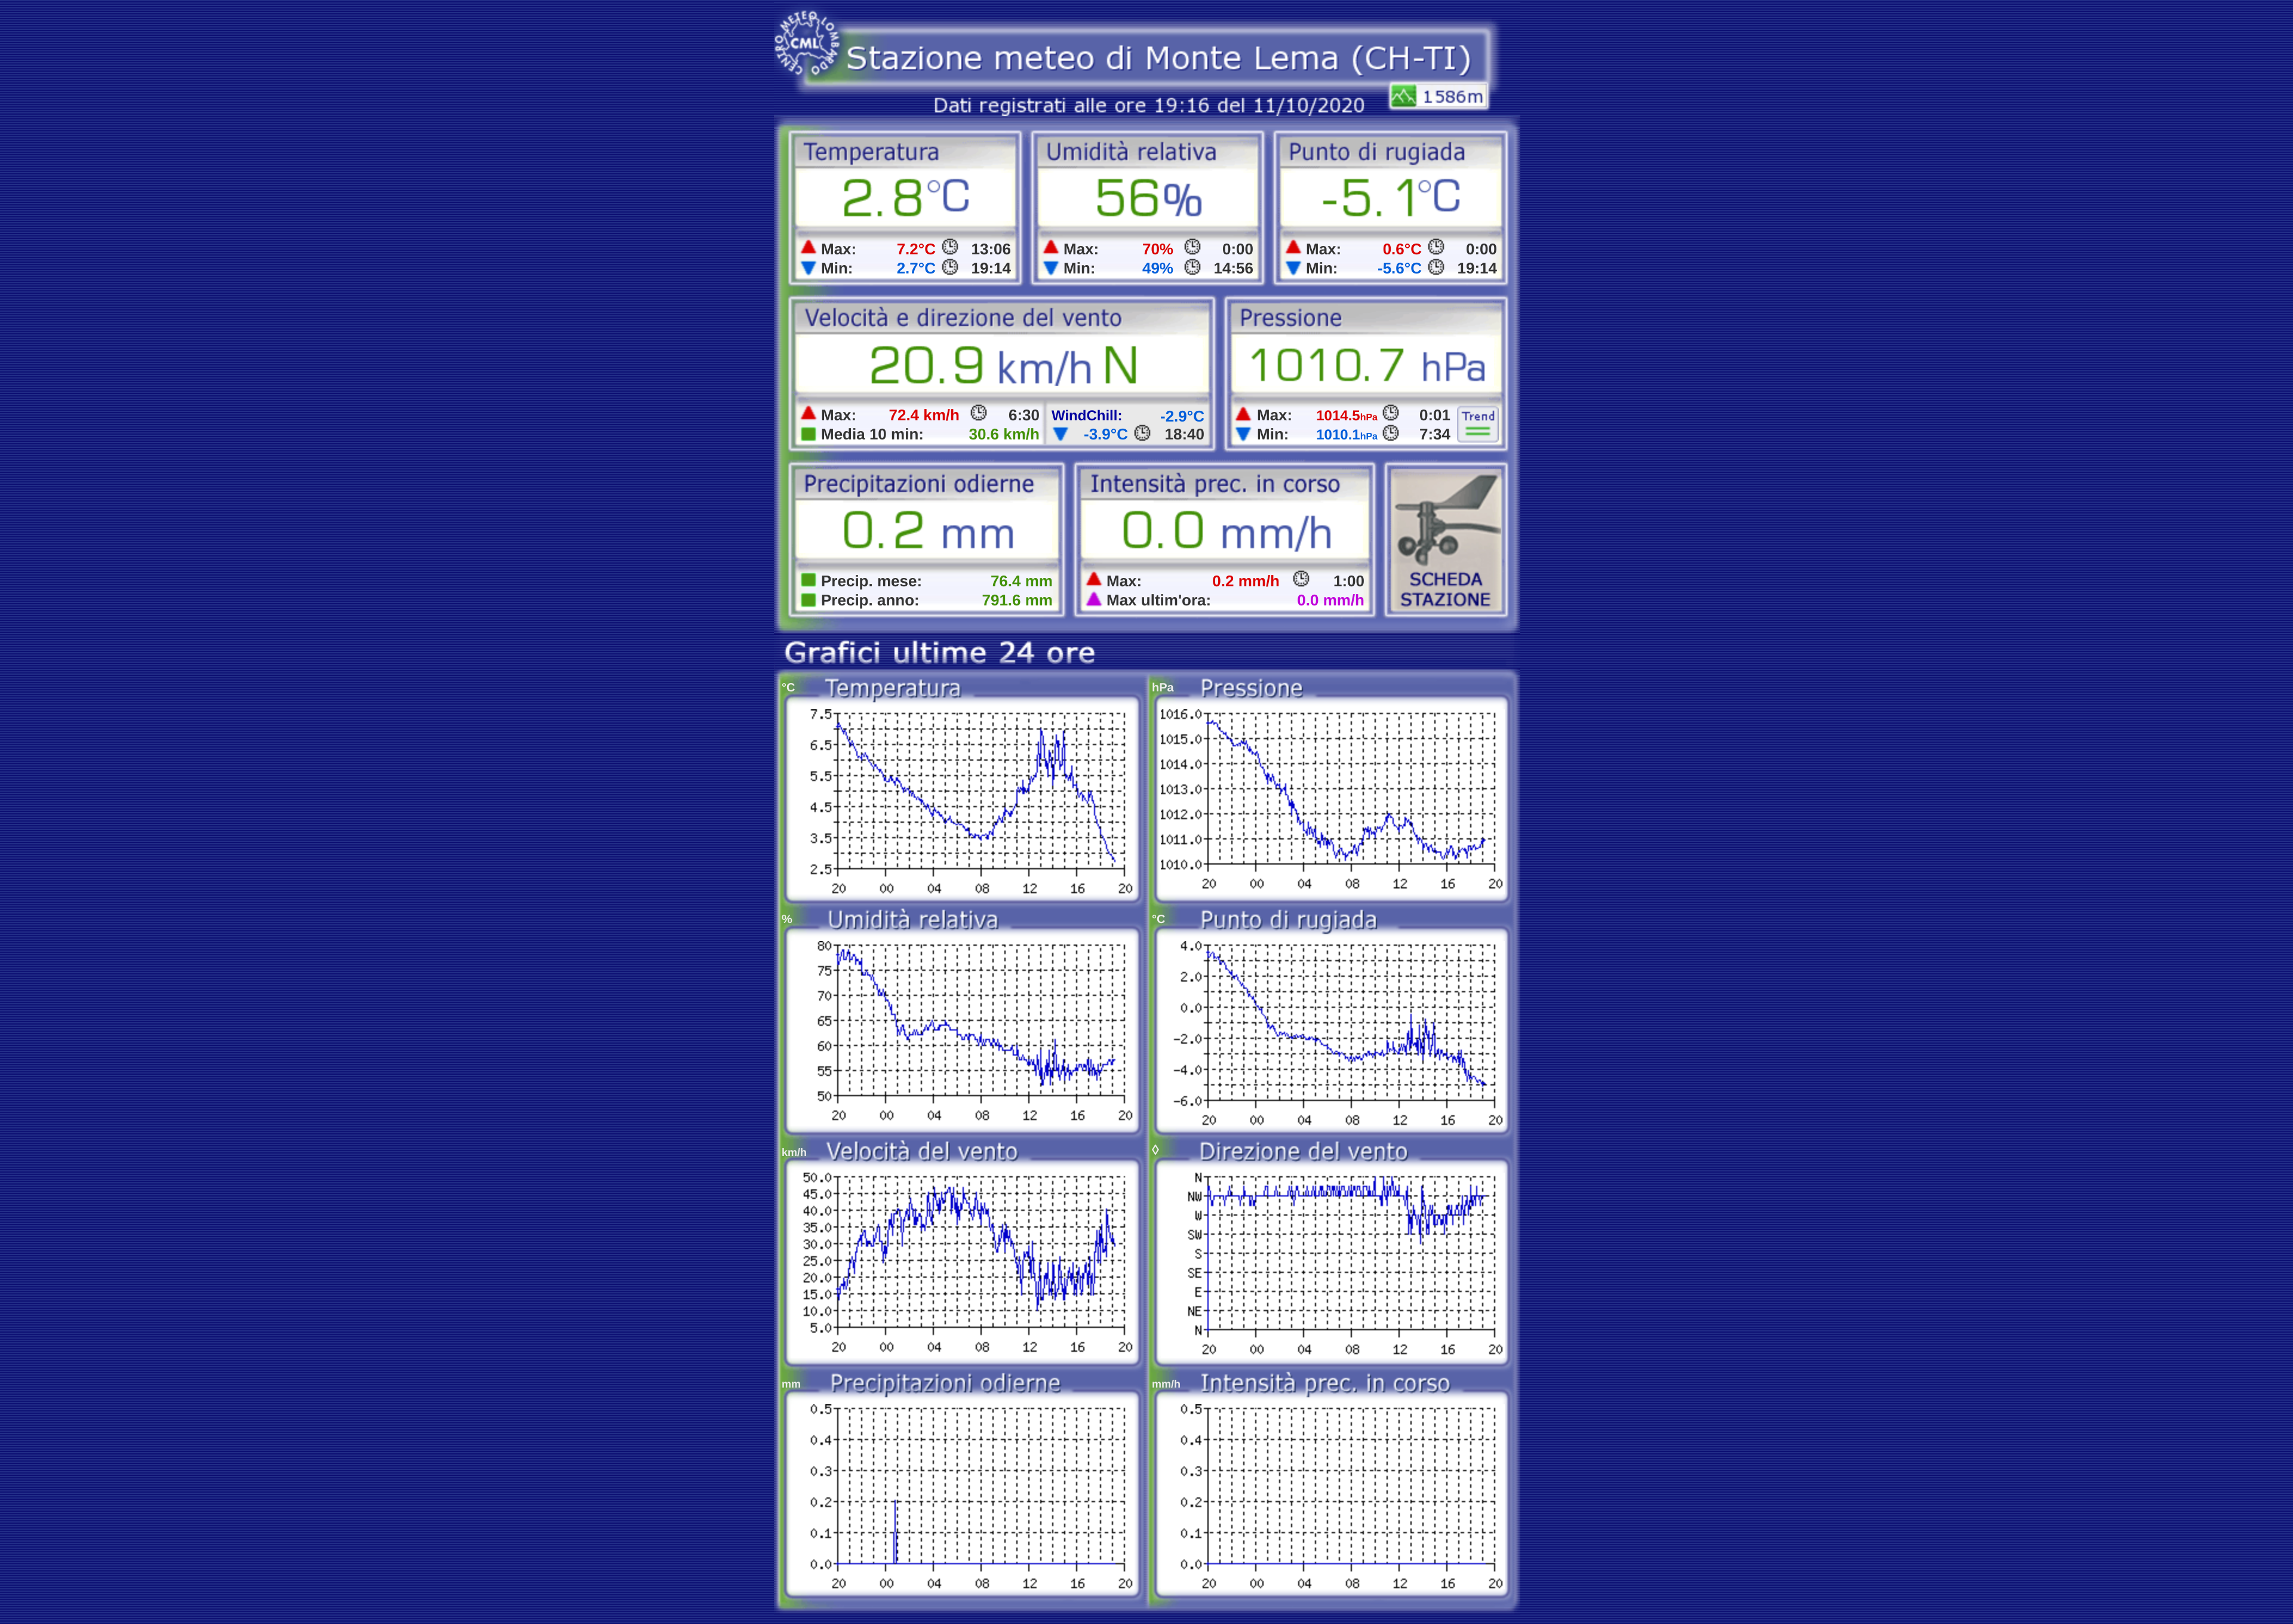 CENTRO METEO LOMBARDO
CML
Stazione meteo di Monte Lema (CH-TI)
Dati registrati alle ore 19:16 del 11/10/2020
1586m
Temperatura
2.8°C
Max: 7.2°C 13:06
Min: 2.7°C 19:14
Umidità relativa
56%
Max: 70% 0:00
Min: 49% 14:56
Punto di rugiada
-5.1°C
Max: 0.6°C 0:00
Min: -5.6°C 19:14
Velocità e direzione del vento
20.9 km/h N
Max: 72.4 km/h 6:30
Media 10 min: 30.6 km/h
WindChill: -2.9°C
-3.9°C 18:40
Pressione
1010.7 hPa
Max: 1014.5hPa 0:01
Min: 1010.1hPa 7:34
Trend
Precipitazioni odierne
0.2 mm
Precip. mese: 76.4 mm
Precip. anno: 791.6 mm
Intensità prec. in corso
0.0 mm/h
Max: 0.2 mm/h 1:00
Max ultim'ora: 0.0 mm/h
SCHEDA
STAZIONE
Grafici ultime 24 ore
°C Temperatura
7.5
6.5
5.5
4.5
3.5
2.5
20 00 04 08 12 16 20
hPa Pressione
1016.0
1015.0
1014.0
1013.0
1012.0
1011.0
1010.0
20 00 04 08 12 16 20
% Umidità relativa
80
75
70
65
60
55
50
20 00 04 08 12 16 20
°C Punto di rugiada
4.0
2.0
0.0
-2.0
-4.0
-6.0
20 00 04 08 12 16 20
km/h Velocità del vento
50.0
45.0
40.0
35.0
30.0
25.0
20.0
15.0
10.0
5.0
20 00 04 08 12 16 20
◊ Direzione del vento
N
NW
W
SW
S
SE
E
NE
N
20 00 04 08 12 16 20
mm Precipitazioni odierne
0.5
0.4
0.3
0.2
0.1
0.0
20 00 04 08 12 16 20
mm/h Intensità prec. in corso
0.5
0.4
0.3
0.2
0.1
0.0
20 00 04 08 12 16 20